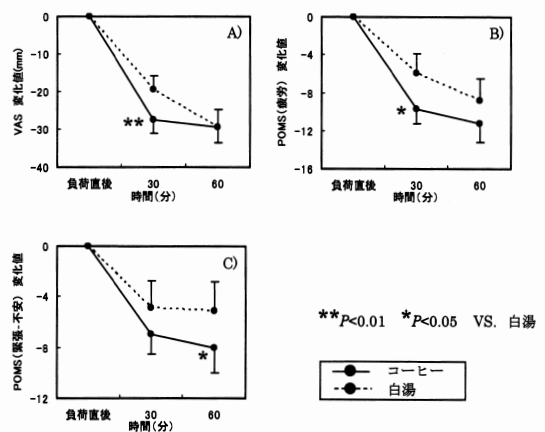 A)
VAS 変化値(mm)
0
-10
-20
-30
-40
**
負荷直後 30 60
時間(分)
B)
POMS(疲労) 変化値
0
-4
-8
-12
-16
*
負荷直後 30 60
時間(分)
C)
POMS(緊張-不安) 変化値
0
-4
-8
-12
*
負荷直後 30 60
時間(分)
**P<0.01 *P<0.05 VS. 白湯
コーヒー
白湯